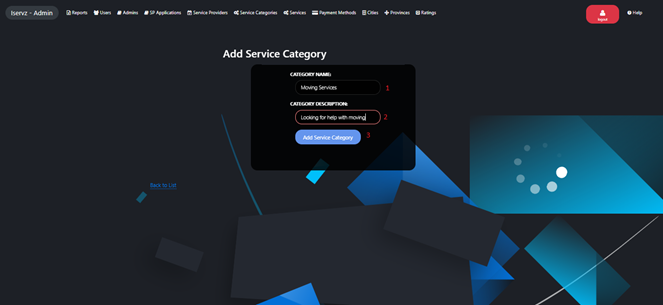 Iservz - Admin
Reports Users Admins SP Applications Service Providers Service Categories Services Payment Methods Cities Provinces Ratings
Help
Add Service Category
CATEGORY NAME:
Moving Services 1
CATEGORY DESCRIPTION:
Looking for help with moving 2
Add Service Category 3
Back to List